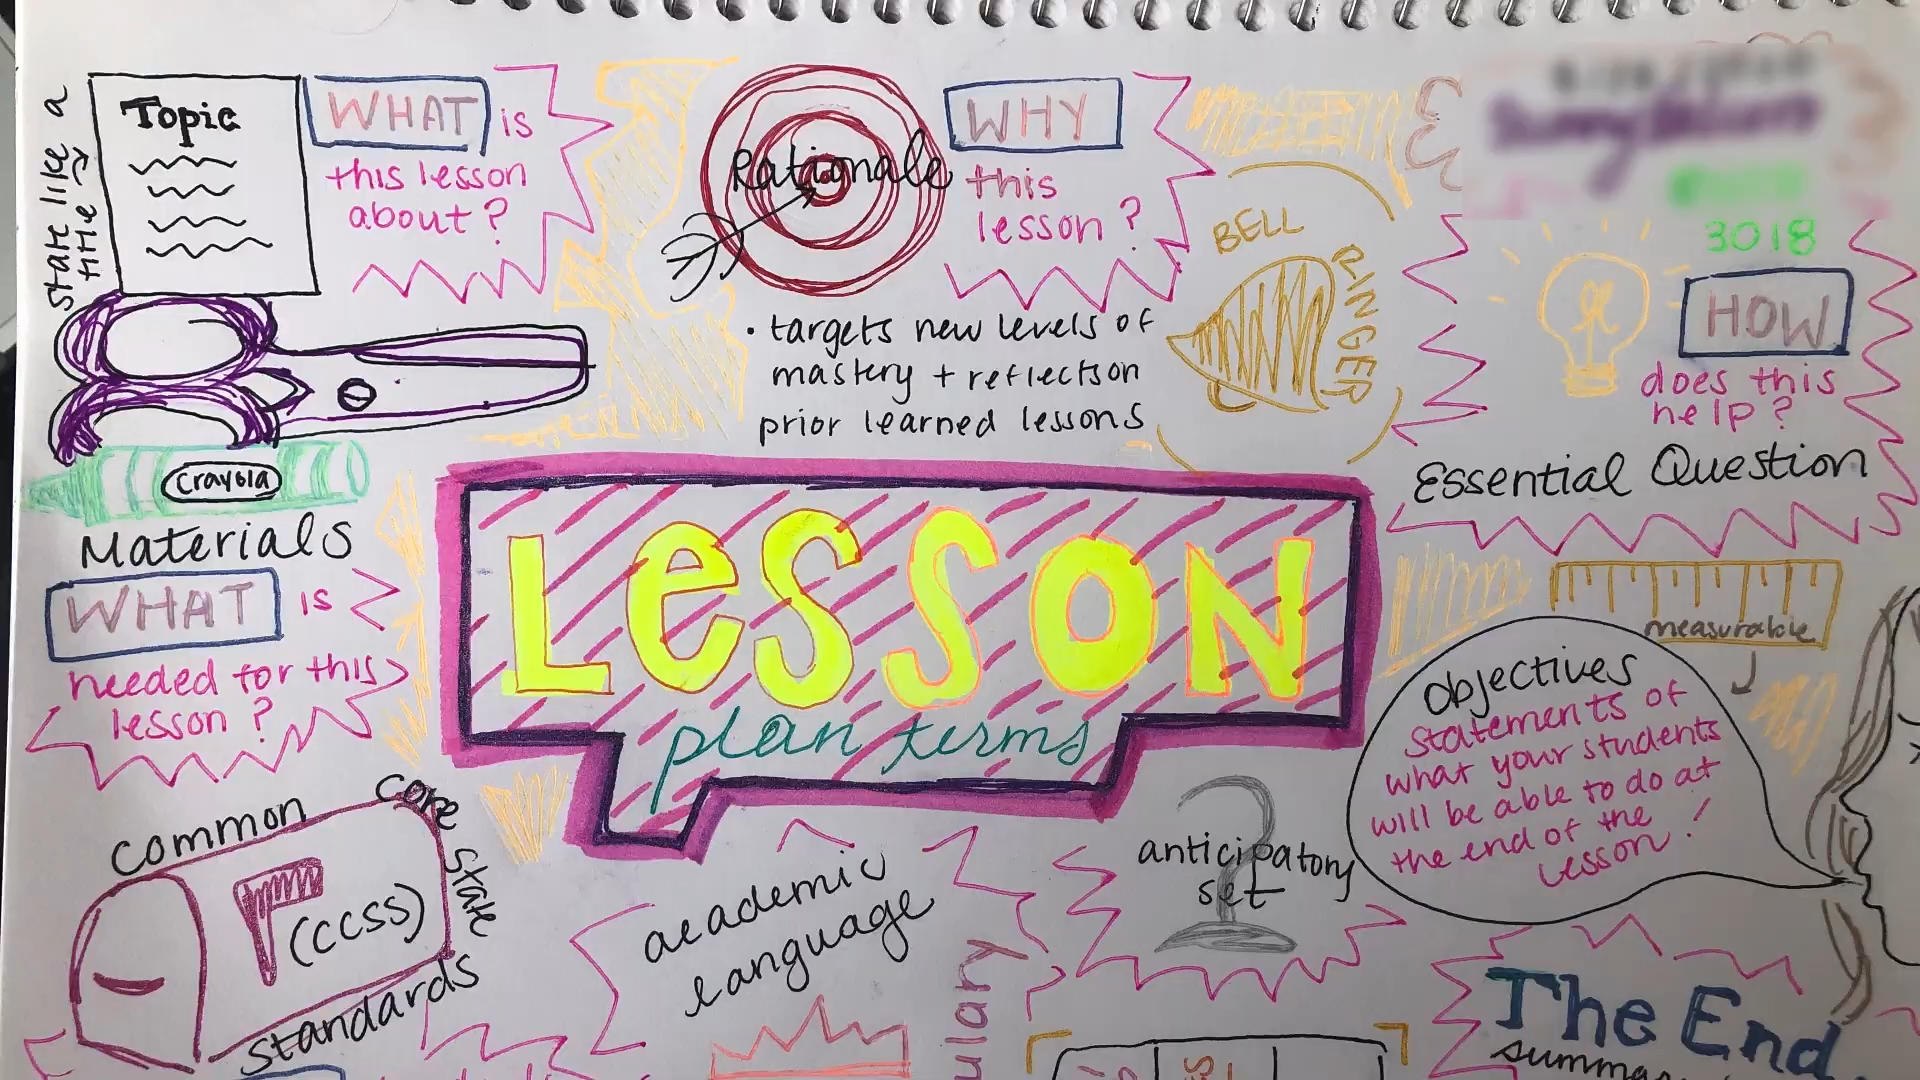 state like a
title
Topic
WHAT is
this lesson
about?
Rationale
WHY
this
lesson?
• targets new levels of
mastery + reflection
prior learned lessons
BELL
RINGER
3018
HOW
does this
help?
Essential Question
Crayola
Materials
WHAT is
needed for this
lesson?
LESSON
plan terms
measurable
Objectives
statements of
what your students
will be able to do at
the end of the
lesson!
common
core
state
(CCSS)
standards
academic
language
anticipatory
set
The End